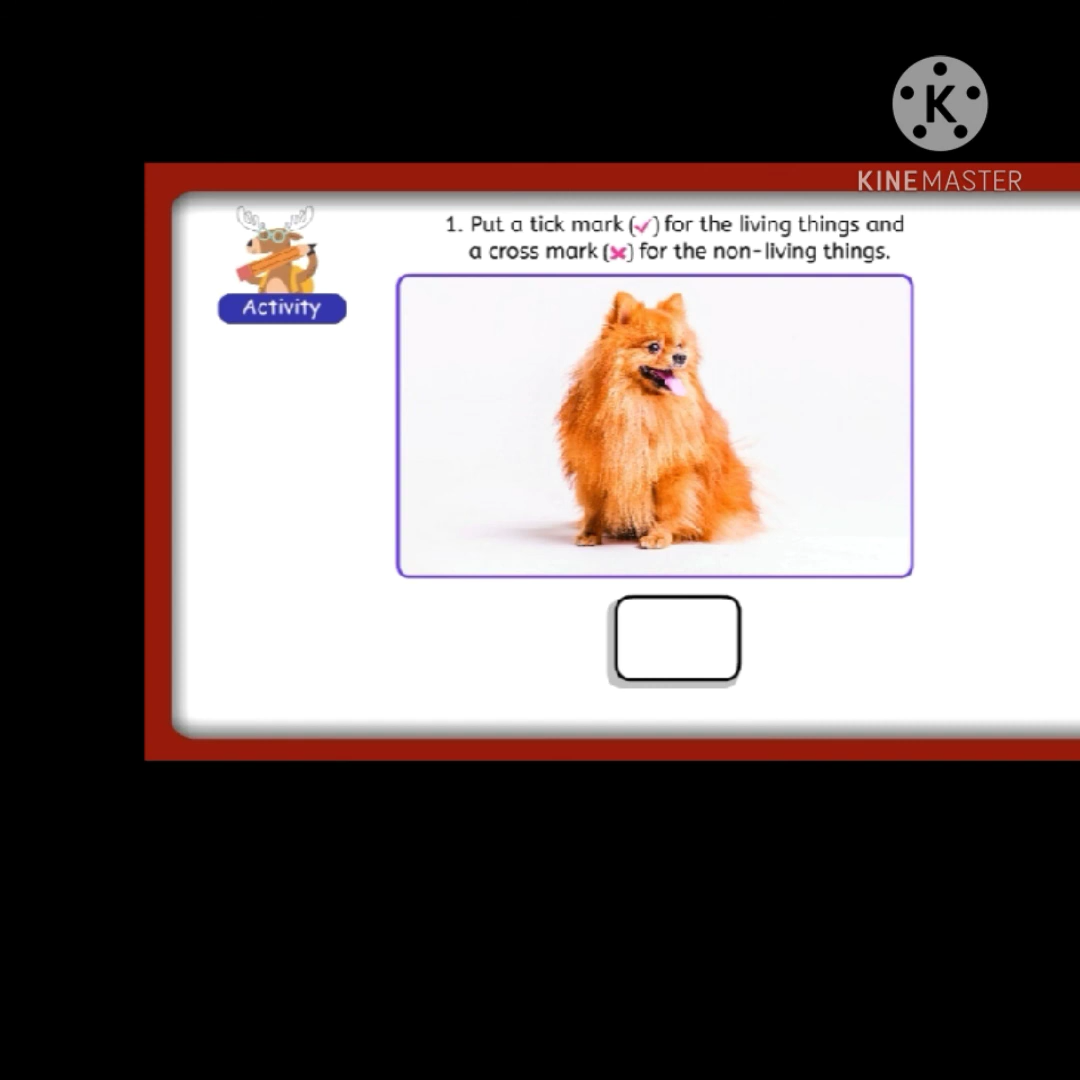 K
KINEMASTER
1. Put a tick mark (✓) for the living things and
a cross mark (✗) for the non-living things.
Activity